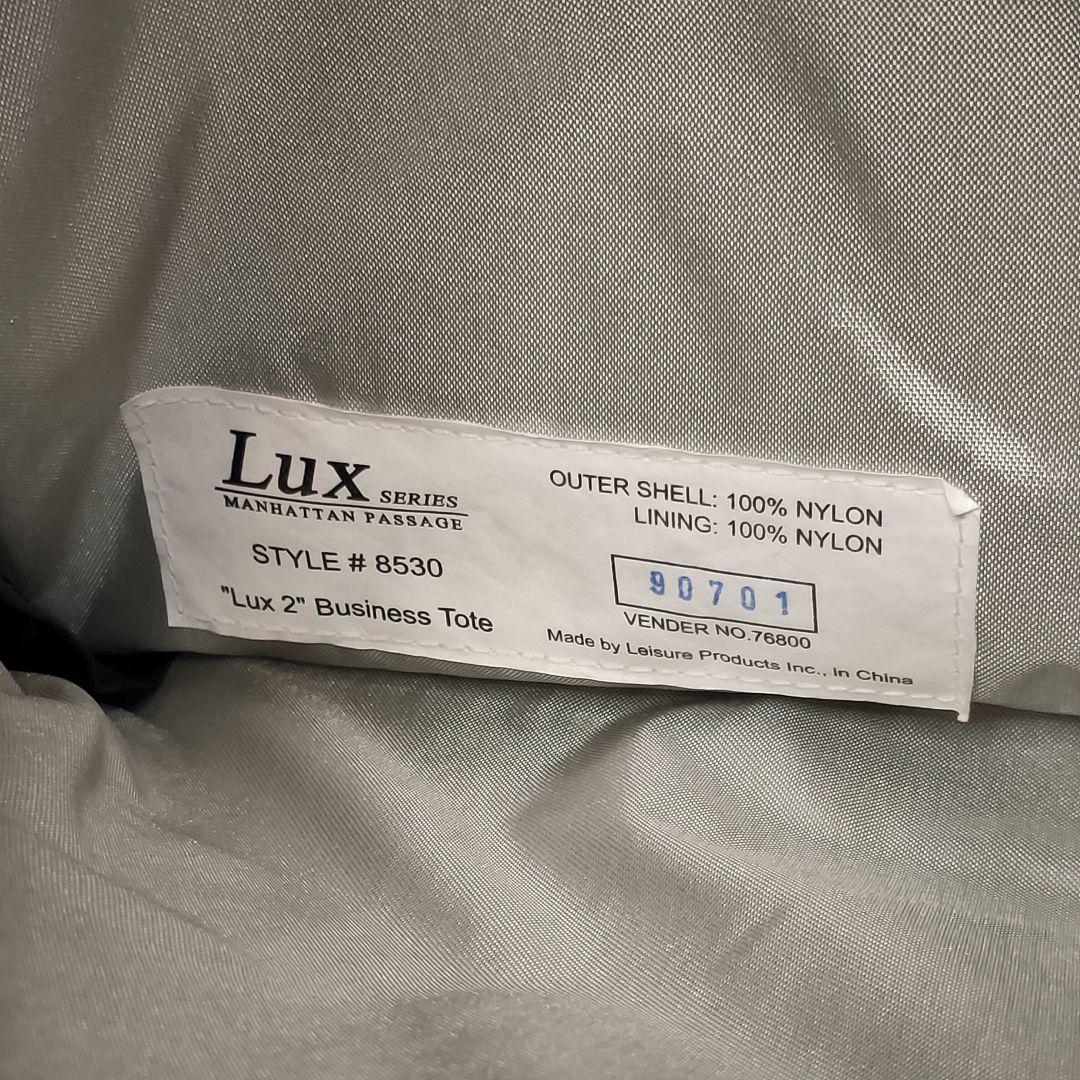 Lux SERIES
MANHATTAN PASSAGE
STYLE # 8530
"Lux 2" Business Tote
OUTER SHELL: 100% NYLON
LINING: 100% NYLON
90701
VENDER NO.76800
Made by Leisure Products Inc., in China